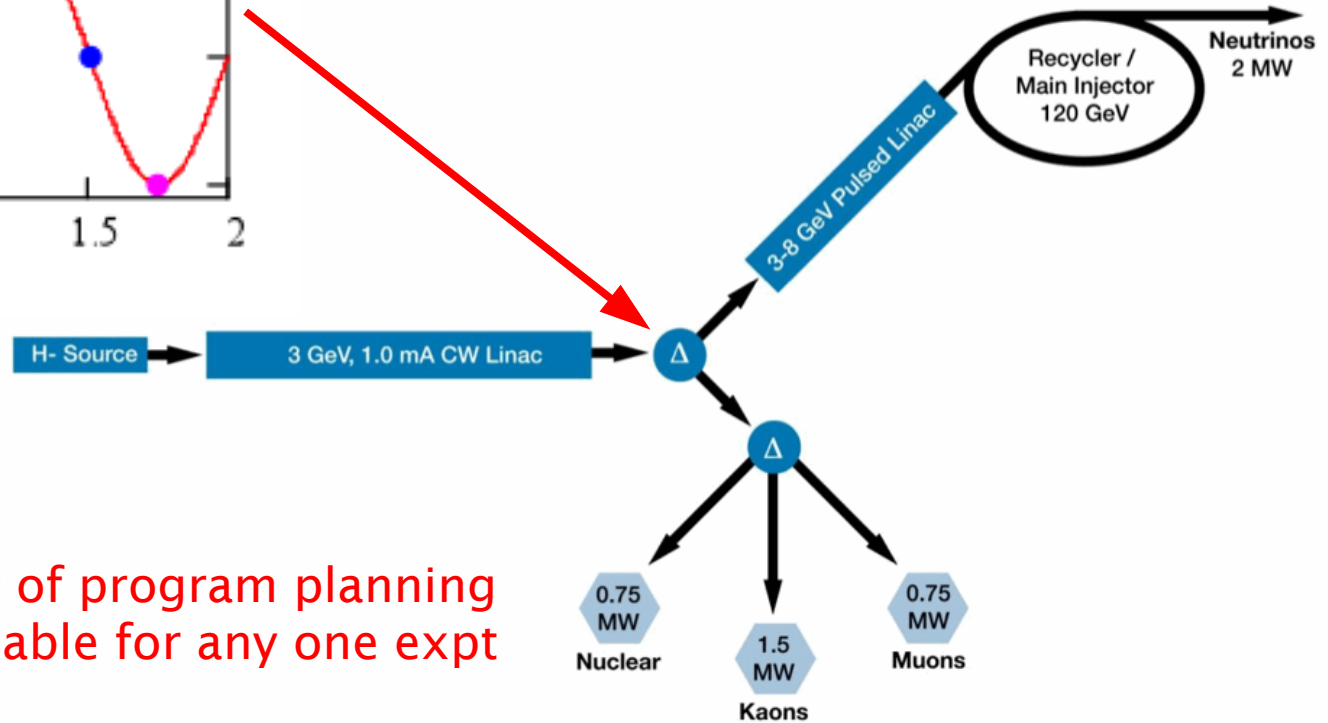 1.5
2
H- Source
3 GeV, 1.0 mA CW Linac
Δ
3-8 GeV Pulsed Linac
Recycler /
Main Injector
120 GeV
Neutrinos
2 MW
Δ
0.75
MW
Nuclear
1.5
MW
Kaons
0.75
MW
Muons
of program planning
able for any one expt